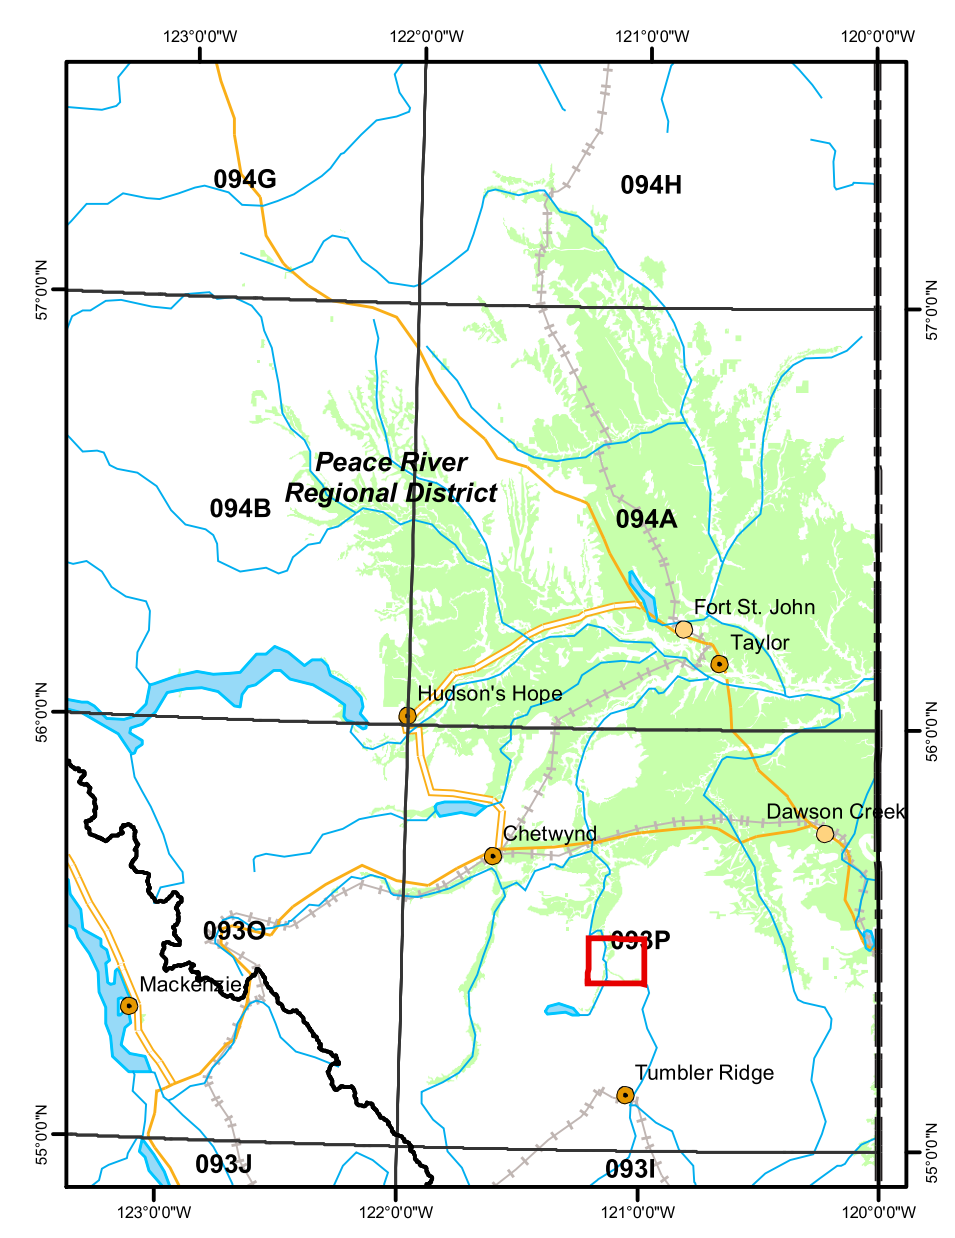 123°0'0"W 122°0'0"W 121°0'0"W 120°0'0"W
094G
094H
57°0'0"N
57°0'0"N
Peace River
Regional District
094B
094A
Fort St. John
Taylor
Hudson's Hope
56°0'0"N
56°0'0"N
Dawson Creek
Chetwynd
093O
093P
Mackenzie
Tumbler Ridge
55°0'0"N
55°0'0"N
093J
093I
123°0'0"W 122°0'0"W 121°0'0"W 120°0'0"W